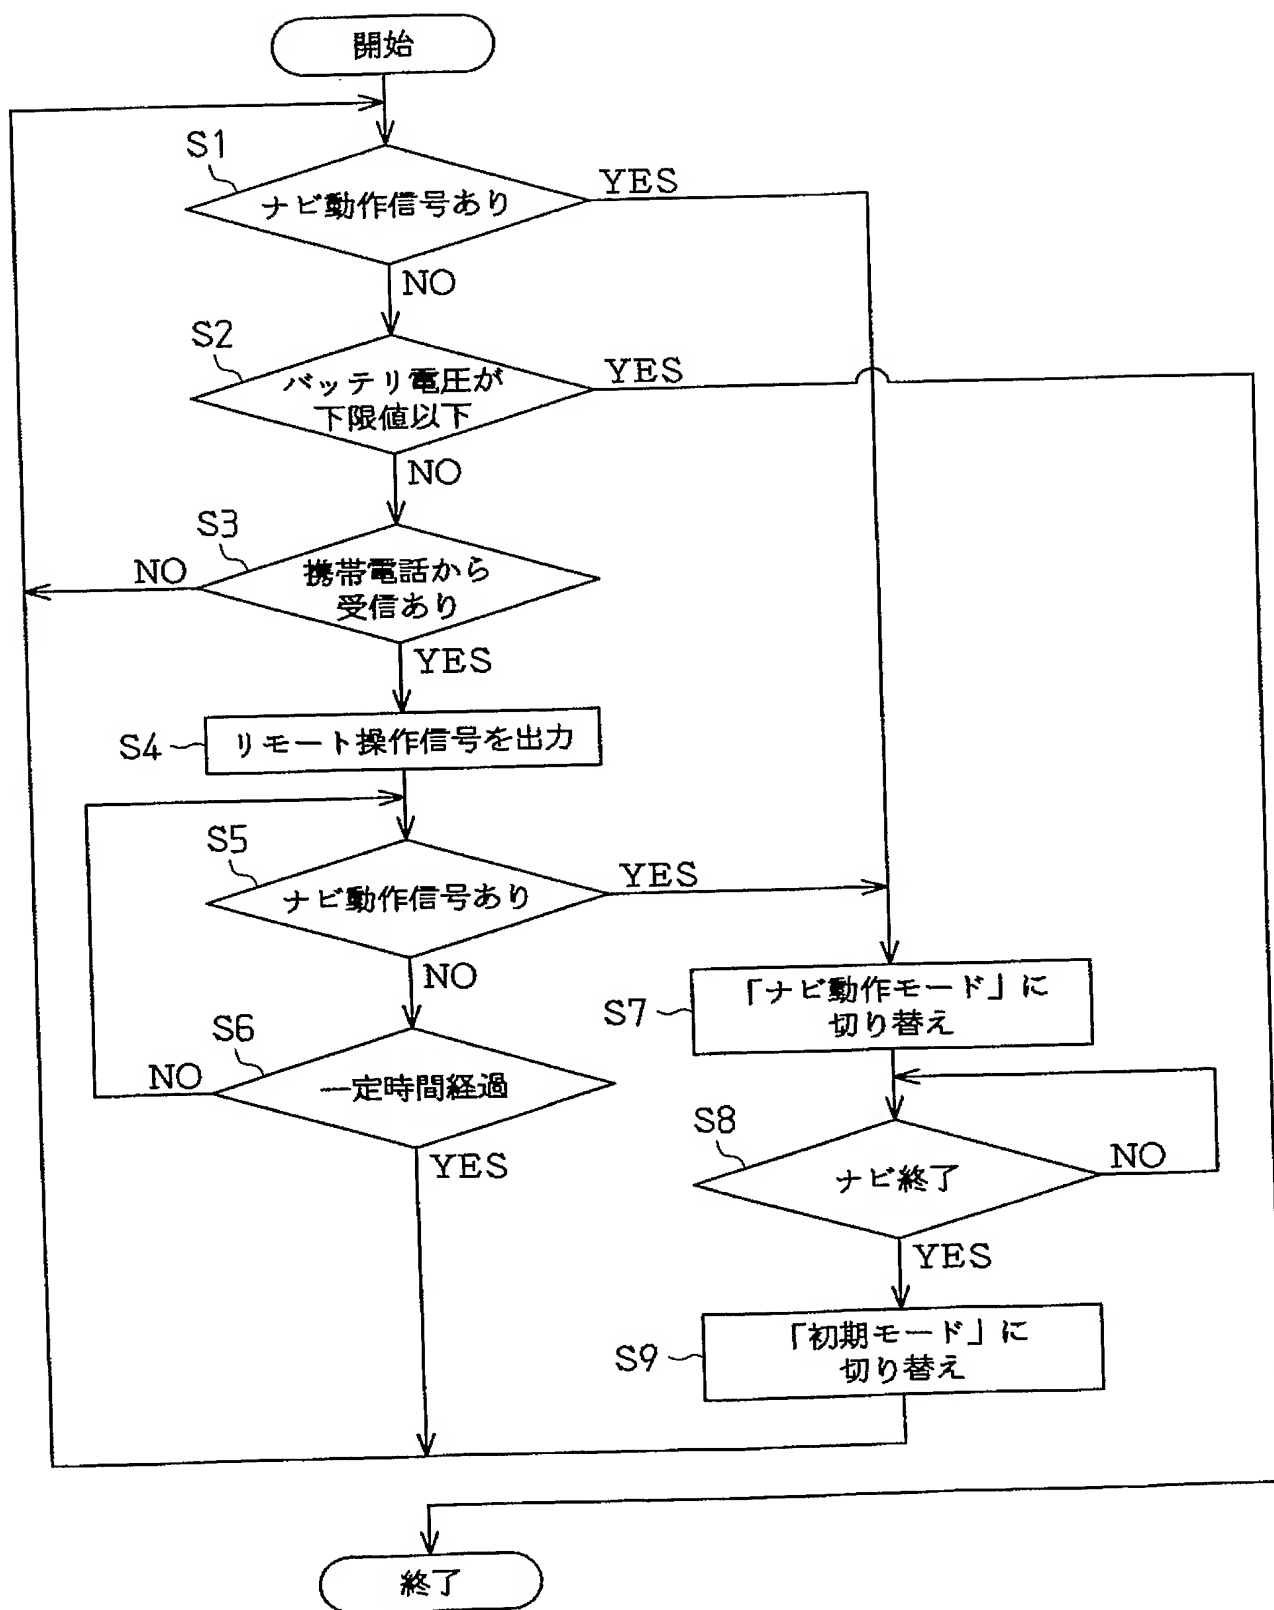 開始
S1
ナビ動作信号あり
YES
NO
S2
バッテリ電圧が
下限値以下
YES
NO
S3
携帯電話から
受信あり
NO
YES
S4
リモート操作信号を出力
S5
ナビ動作信号あり
YES
NO
S6
一定時間経過
NO
YES
S7
「ナビ動作モード」に
切り替え
S8
ナビ終了
NO
YES
S9
「初期モード」に
切り替え
終了